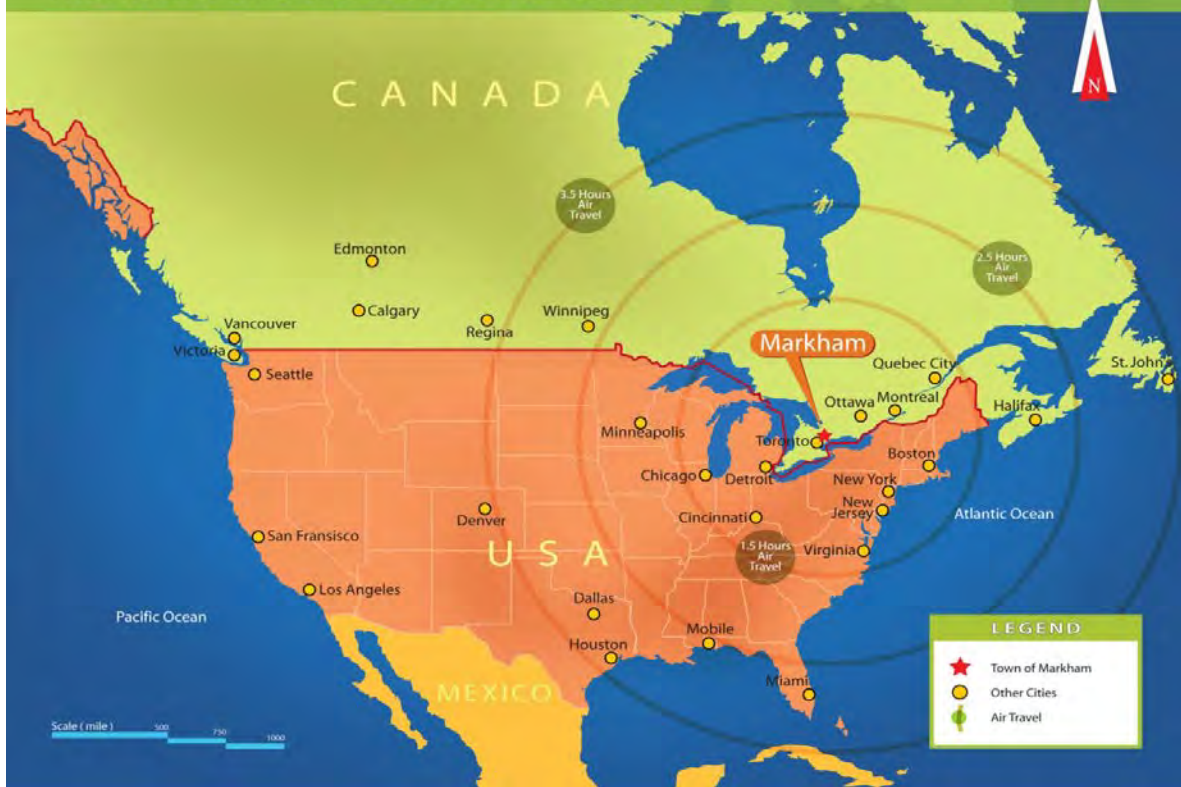 N
CANADA
3.5 Hours
Air
Travel
2.5 Hours
Air
Travel
Edmonton
Calgary
Regina
Winnipeg
Vancouver
Victoria
Seattle
Markham
Quebec City
St. John
Ottawa
Montreal
Halifax
Minneapolis
Toronto
Boston
Chicago
Detroit
New York
New
Jersey
Denver
Cincinnati
Atlantic Ocean
San Fransisco
USA
1.5 Hours
Air
Travel
Virginia
Los Angeles
Dallas
Pacific Ocean
Mobile
Houston
Miami
MEXICO
LEGEND
Town of Markham
Other Cities
Air Travel
Scale ( mile )
500
750
1000